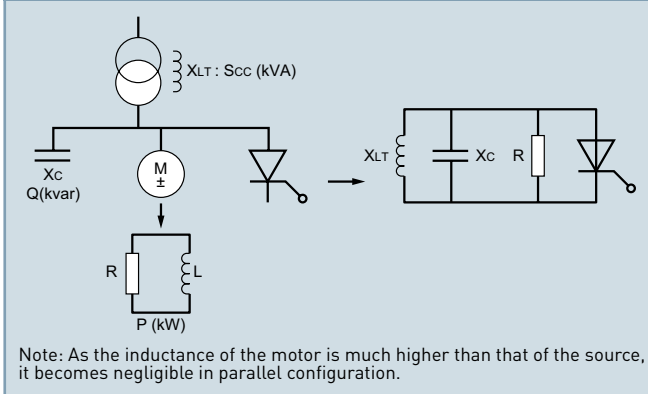 XLT : SCC (kVA)
XC
Q(kvar)
M
±
R
L
P (kW)
XLT
XC
R
Note: As the inductance of the motor is much higher than that of the source,
it becomes negligible in parallel configuration.